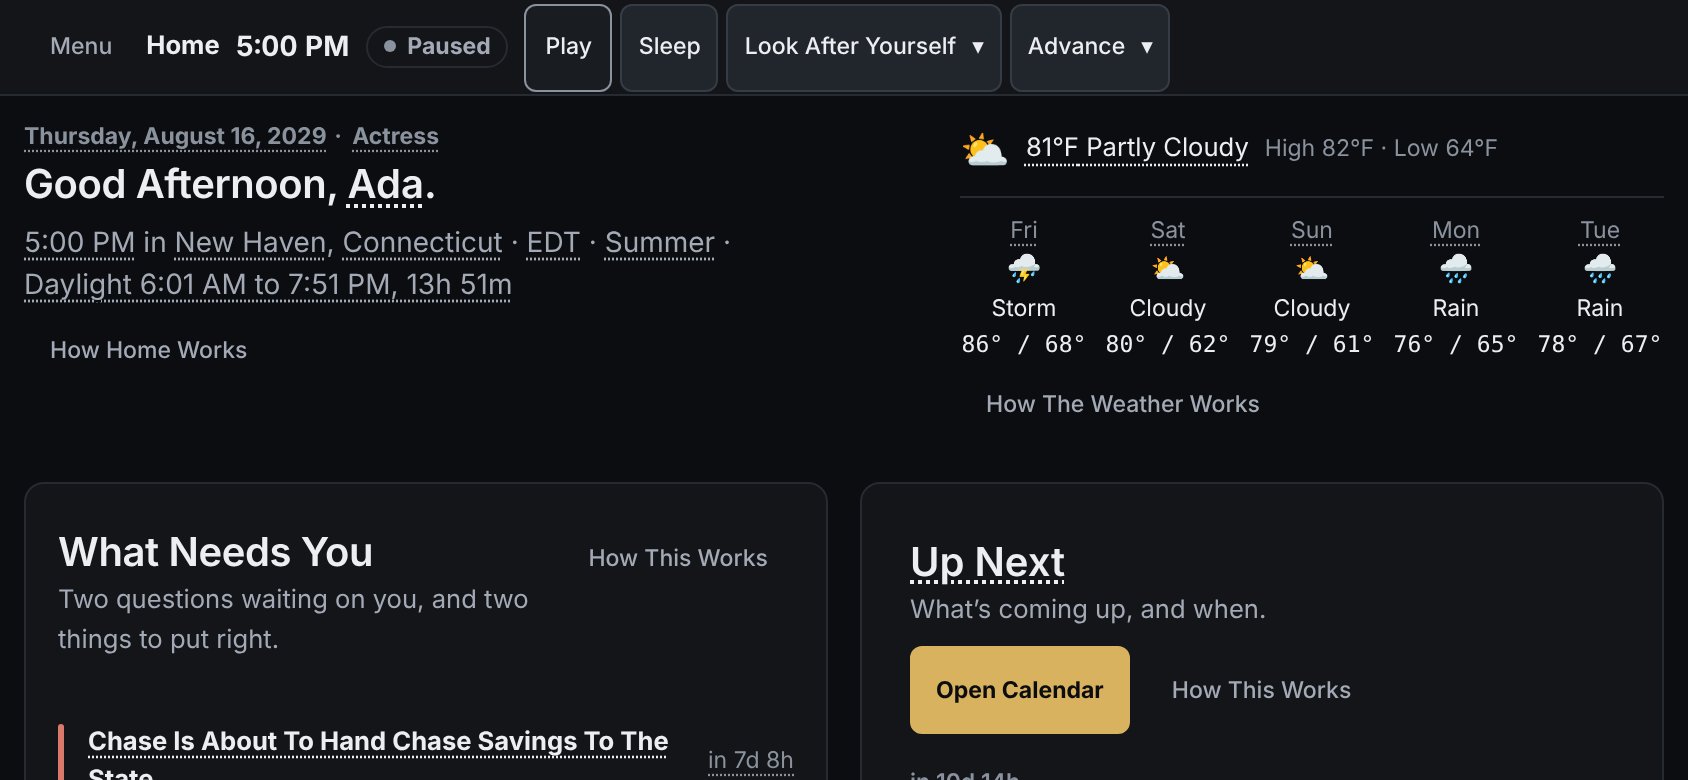 Menu Home 5:00 PM Paused Play Sleep Look After Yourself ▼ Advance ▼
Thursday, August 16, 2029 · Actress
Good Afternoon, Ada.
5:00 PM in New Haven, Connecticut · EDT · Summer ·
Daylight 6:01 AM to 7:51 PM, 13h 51m
How Home Works
81°F Partly Cloudy High 82°F · Low 64°F
Fri Sat Sun Mon Tue
Storm Cloudy Cloudy Rain Rain
86° / 68° 80° / 62° 79° / 61° 76° / 65° 78° / 67°
How The Weather Works
What Needs You
How This Works
Two questions waiting on you, and two
things to put right.
Chase Is About To Hand Chase Savings To The
State
in 7d 8h
Up Next
What's coming up, and when.
Open Calendar
How This Works
in 10d 14h